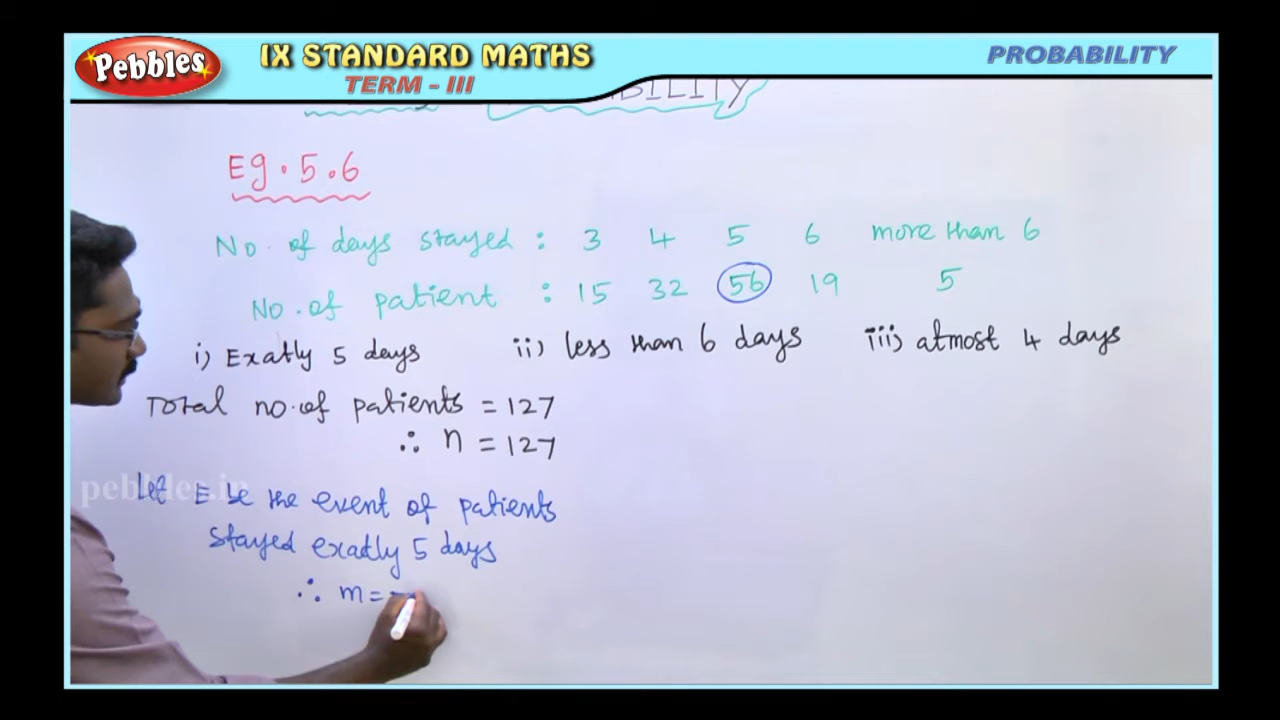 Pebbles
IX STANDARD MATHS
TERM - III
PROBABILITY
Eg. 5.6
No. of days stayed : 3 4 5 6 more than 6
No. of patient : 15 32 56 19 5
i) Exatly 5 days ii) less than 6 days iii) atmost 4 days
Total no. of patients = 127
∴ n = 127
pebbles.in
Let E be the event of patients
stayed exatly 5 days
∴ m =